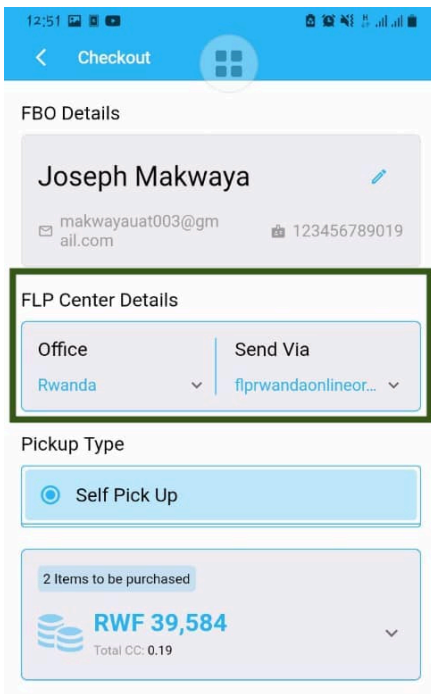 12:51
Checkout
FBO Details
Joseph Makwaya
makwayauat003@gm
ail.com
123456789019
FLP Center Details
Office
Send Via
Rwanda
flprwandaonlineor...
Pickup Type
Self Pick Up
2 Items to be purchased
RWF 39,584
Total CC: 0.19